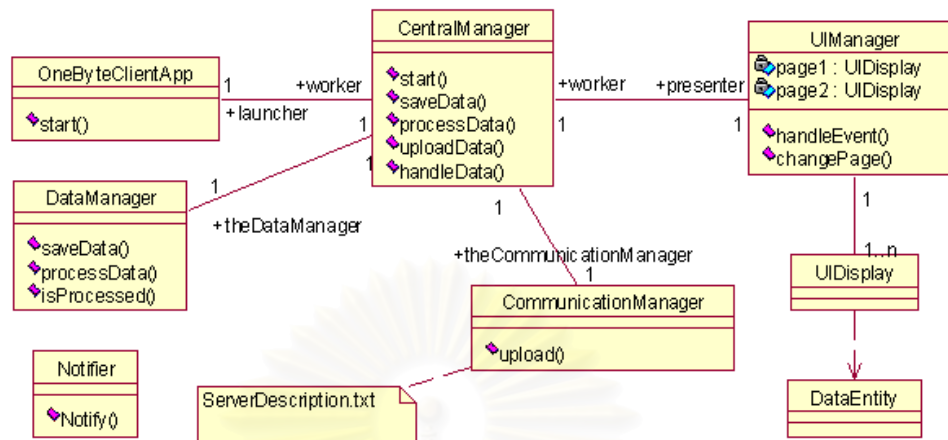 OneByteClientApp
start()
1
+launcher
+worker
1
CentralManager
start()
saveData()
processData()
uploadData()
handleData()
+worker
1
+presenter
1
UIManager
page1 : UIDisplay
page2 : UIDisplay
handleEvent()
changePage()
DataManager
saveData()
processData()
isProcessed()
1
+theDataManager
1
1
+theCommunicationManager
1
CommunicationManager
upload()
1
1..n
UIDisplay
DataEntity
Notifier
Notify()
ServerDescription.txt